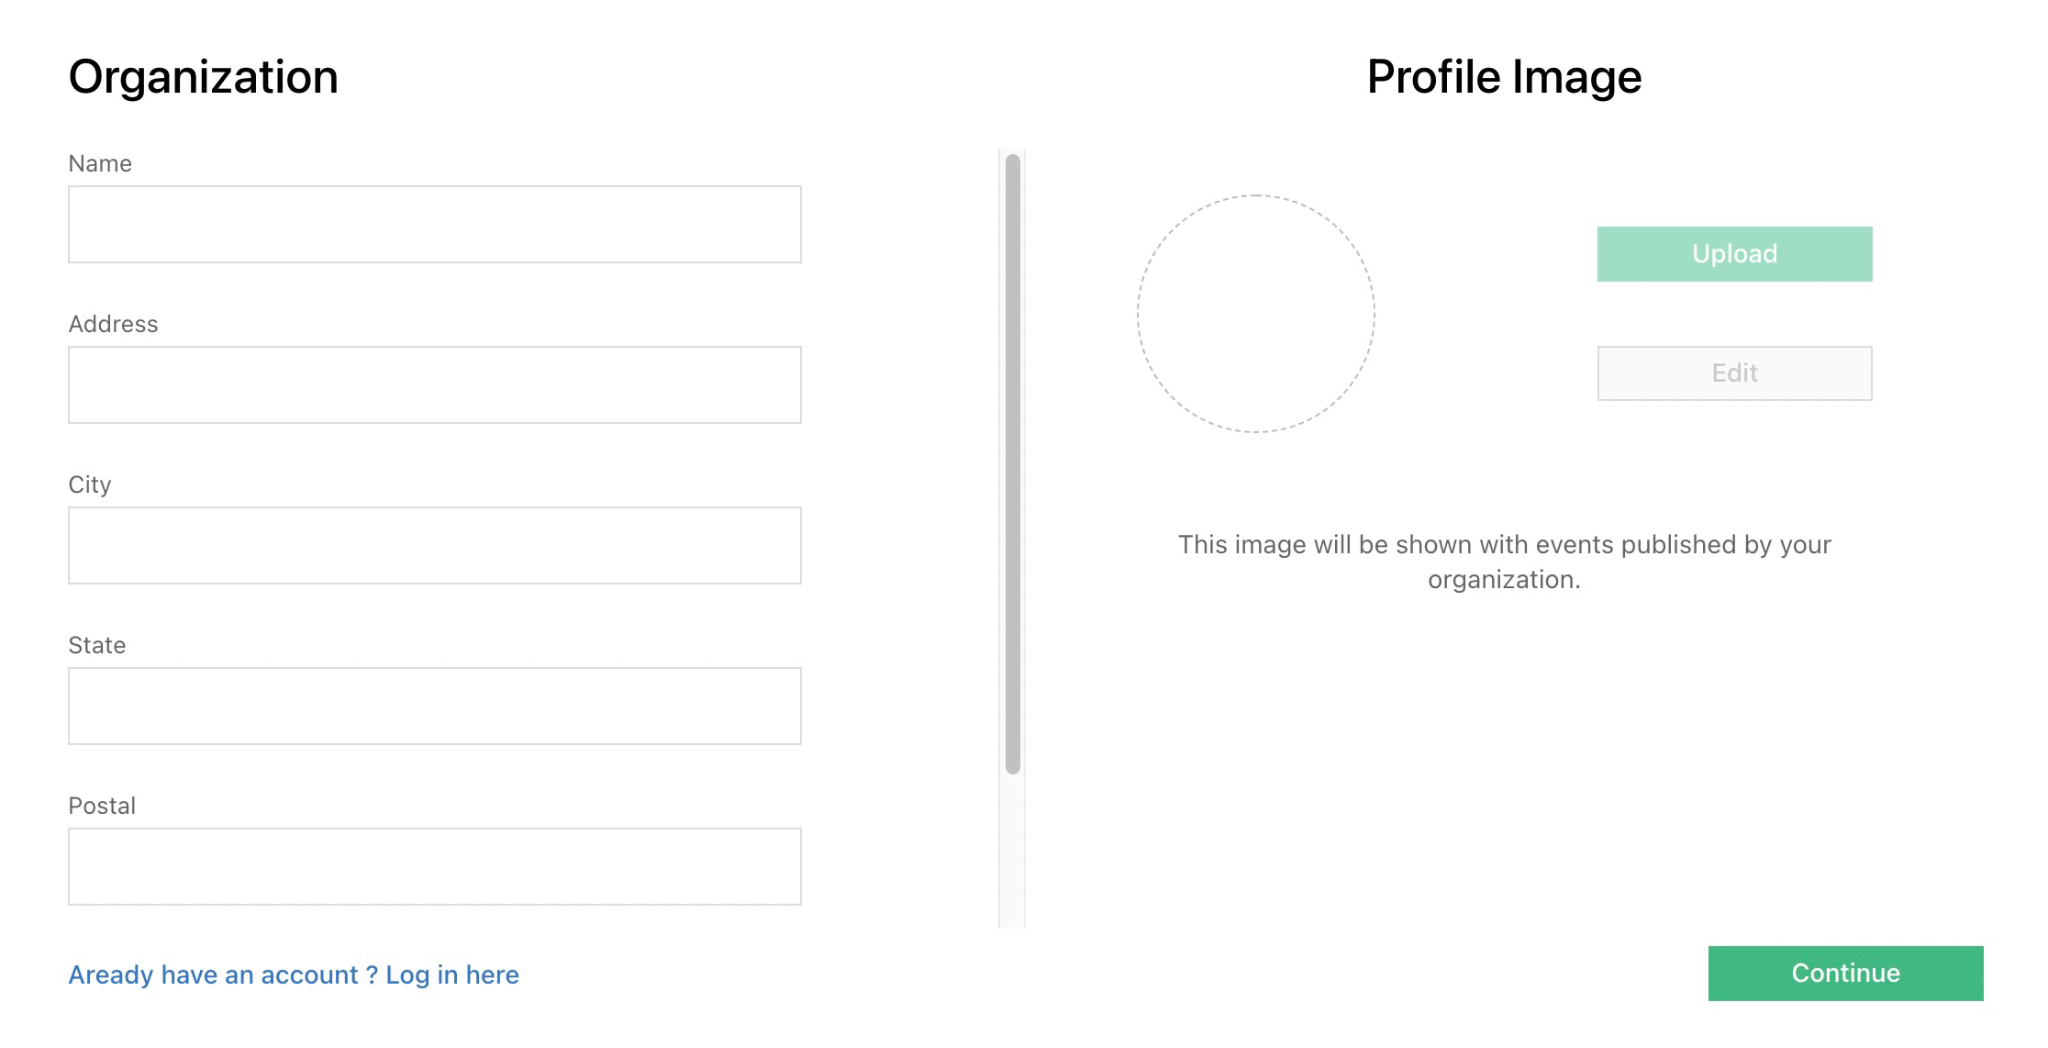 Organization
Name
Address
City
State
Postal
Aready have an account ? Log in here
Profile Image
Upload
Edit
This image will be shown with events published by your
organization.
Continue